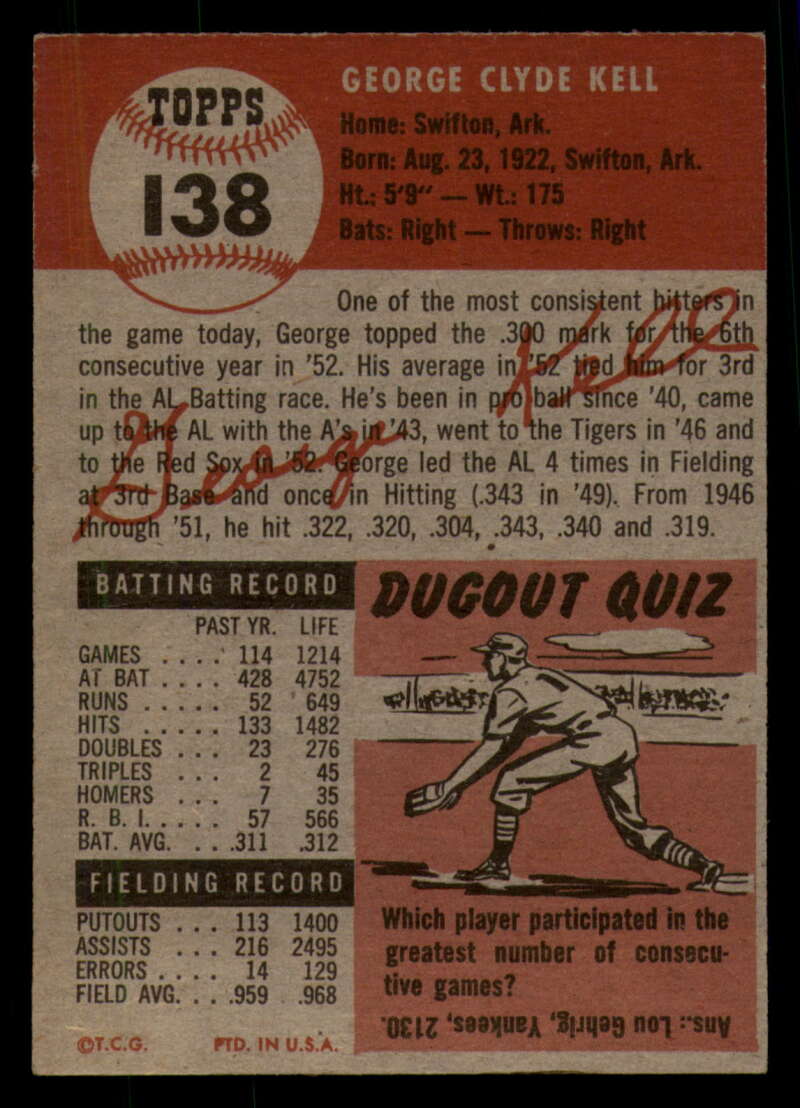 TOPPS
138
GEORGE CLYDE KELL
Home: Swifton, Ark.
Born: Aug. 23, 1922, Swifton, Ark.
Ht.: 5'9" — Wt.: 175
Bats: Right — Throws: Right
One of the most consistent hitters in
the game today, George topped the .300 mark for the 6th
consecutive year in '52. His average in '52 tied him for 3rd
in the AL Batting race. He's been in pro ball since '40, came
up to the AL with the A's in '43, went to the Tigers in '46 and
to the Red Sox in '52. George led the AL 4 times in Fielding
at 3rd Base and once in Hitting (.343 in '49). From 1946
through '51, he hit .322, .320, .304, .343, .340 and .319.
George Kell
BATTING RECORD
PAST YR. LIFE
GAMES .... 114 1214
AT BAT .... 428 4752
RUNS ..... 52 649
HITS ..... 133 1482
DOUBLES ... 23 276
TRIPLES ... 2 45
HOMERS ... 7 35
R. B. I. .... 57 566
BAT. AVG. ... .311 .312
FIELDING RECORD
PUTOUTS ... 113 1400
ASSISTS ... 216 2495
ERRORS .... 14 129
FIELD AVG. ... .959 .968
©T.C.G. PTD. IN U.S.A.
DUGOUT QUIZ
Which player participated in the
greatest number of consecu-
tive games?
Ans.: Lou Gehrig, Yankees, 2130.